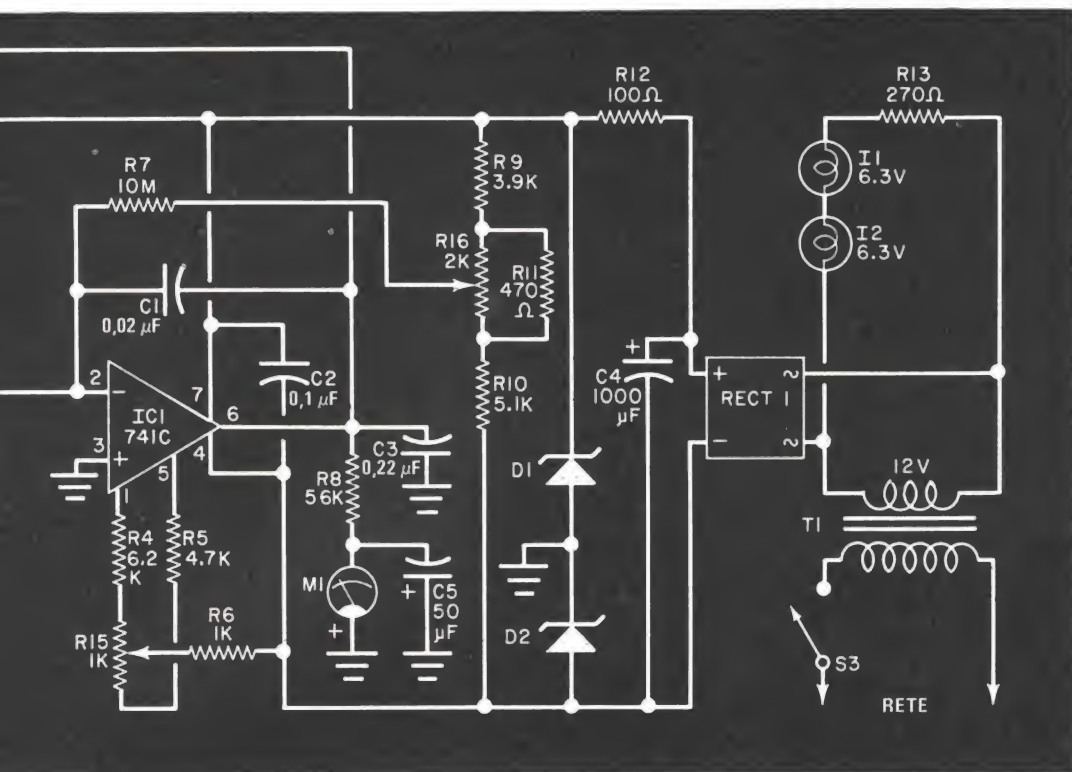 R12
100Ω
R13
270Ω
R7
10M
R9
3.9K
I1
6.3V
R16
2K
R11
470
Ω
I2
6.3V
C1
0,02 µF
2
−
7
6
IC1
741C
3
+
5
4
1
C2
0,1 µF
R10
5.1K
+
C4
1000
µF
+
~
RECT 1
−
~
C3
0,22 µF
R8
56K
D1
12V
T1
R4
6.2
K
R5
4.7K
M1
+
+
C5
50
µF
R15
1K
R6
1K
D2
S3
RETE